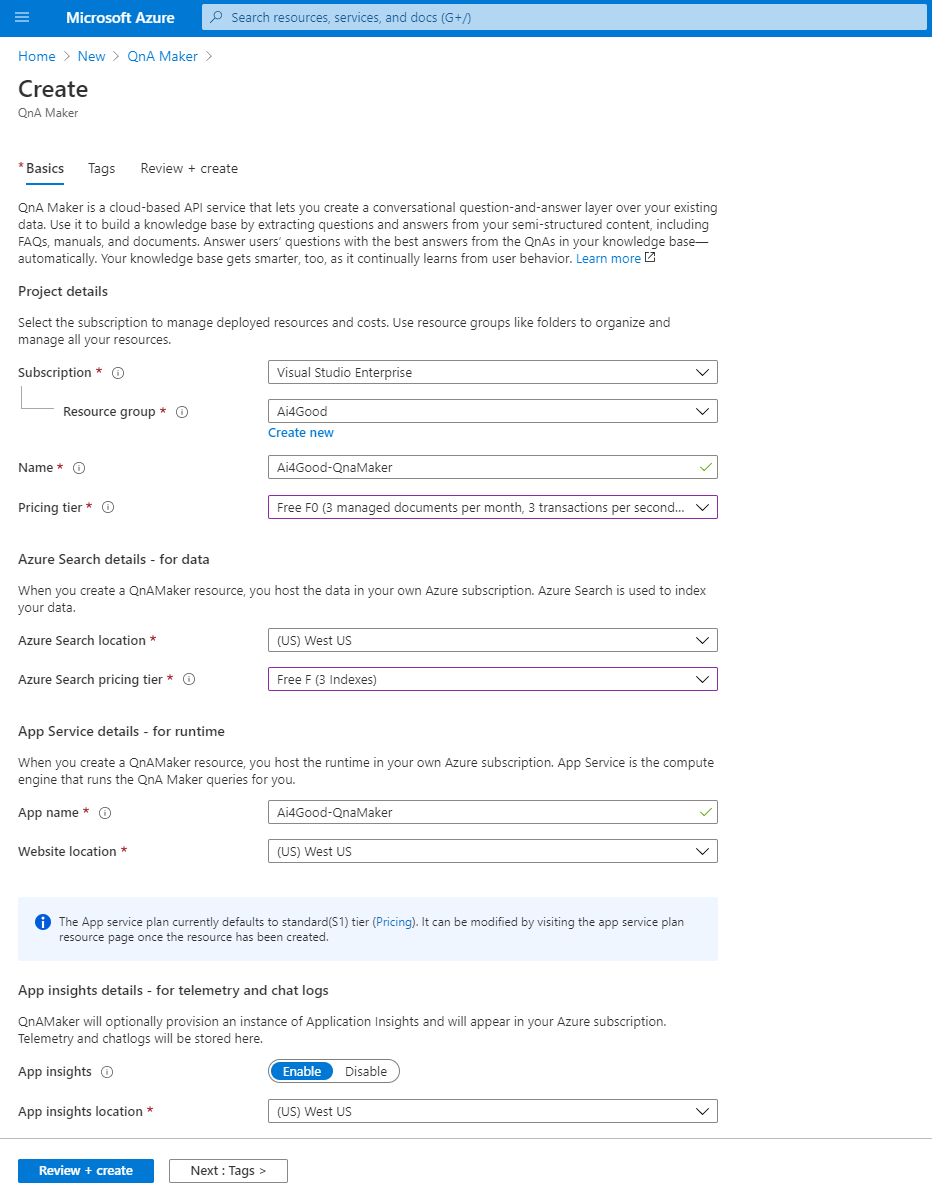 Microsoft Azure
Search resources, services, and docs (G+/)
Home > New > QnA Maker >
Create
QnA Maker
* Basics Tags Review + create
QnA Maker is a cloud-based API service that lets you create a conversational question-and-answer layer over your existing
data. Use it to build a knowledge base by extracting questions and answers from your semi-structured content, including
FAQs, manuals, and documents. Answer users' questions with the best answers from the QnAs in your knowledge base—
automatically. Your knowledge base gets smarter, too, as it continually learns from user behavior. Learn more
Project details
Select the subscription to manage deployed resources and costs. Use resource groups like folders to organize and
manage all your resources.
Subscription * Visual Studio Enterprise
Resource group * Ai4Good
Create new
Name * Ai4Good-QnaMaker
Pricing tier * Free F0 (3 managed documents per month, 3 transactions per second...
Azure Search details - for data
When you create a QnAMaker resource, you host the data in your own Azure subscription. Azure Search is used to index
your data.
Azure Search location * (US) West US
Azure Search pricing tier * Free F (3 Indexes)
App Service details - for runtime
When you create a QnAMaker resource, you host the runtime in your own Azure subscription. App Service is the compute
engine that runs the QnA Maker queries for you.
App name * Ai4Good-QnaMaker
Website location * (US) West US
The App service plan currently defaults to standard(S1) tier (Pricing). It can be modified by visiting the app service plan
resource page once the resource has been created.
App insights details - for telemetry and chat logs
QnAMaker will optionally provision an instance of Application Insights and will appear in your Azure subscription.
Telemetry and chatlogs will be stored here.
App insights Enable Disable
App insights location * (US) West US
Review + create Next : Tags >